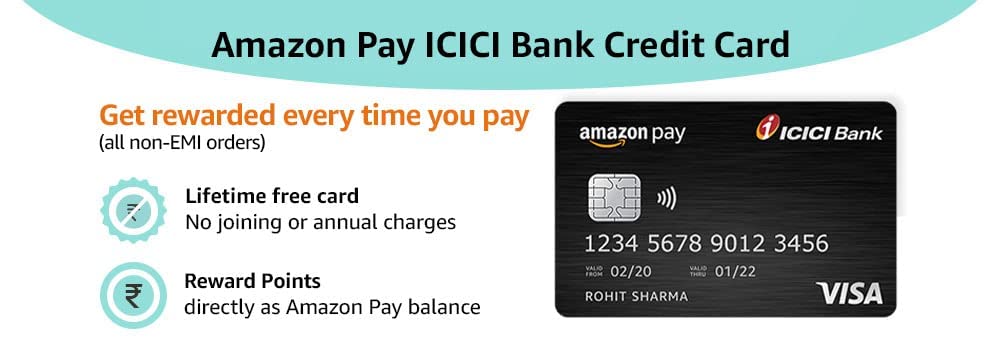 Amazon Pay ICICI Bank Credit Card
Get rewarded every time you pay
(all non-EMI orders)
Lifetime free card
No joining or annual charges
Reward Points
directly as Amazon Pay balance
amazon pay
ICICI Bank
1234 5678 9012 3456
VALID FROM 02/20 VALID THRU 01/22
ROHIT SHARMA
VISA